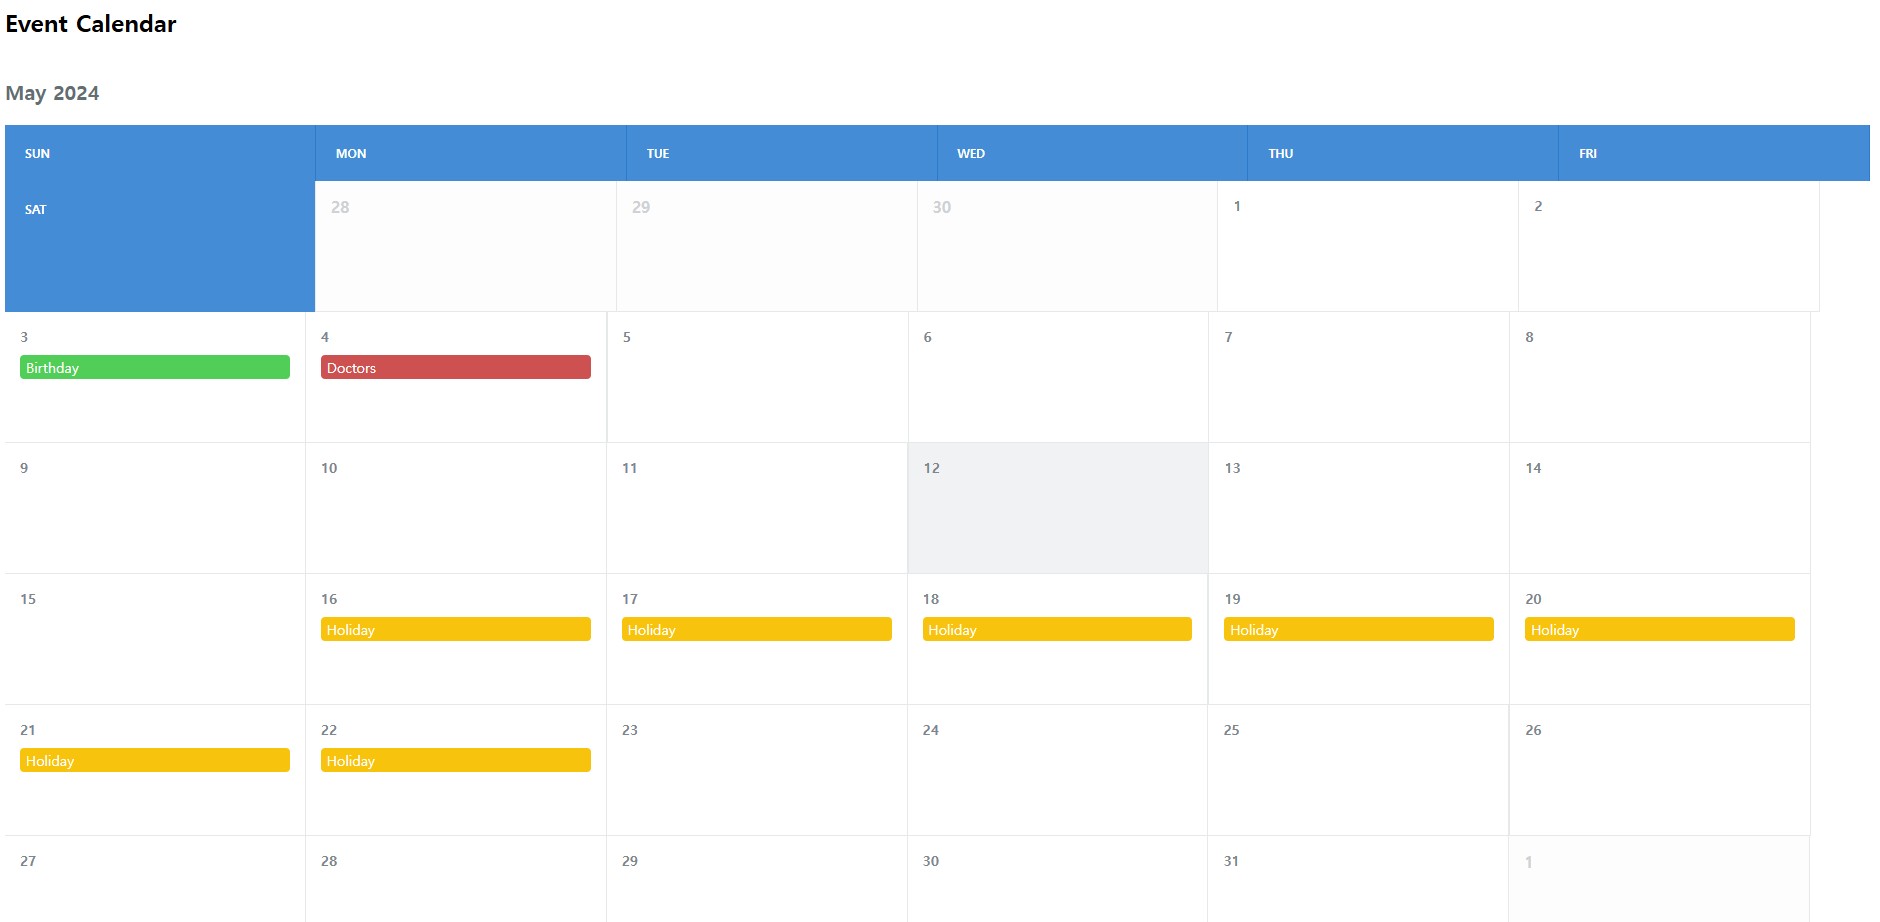 Event Calendar
May 2024
SUN MON TUE WED THU FRI
SAT 28 29 30 1 2
3 4 5 6 7 8
Birthday Doctors
9 10 11 12 13 14
15 16 17 18 19 20
Holiday Holiday Holiday Holiday Holiday
21 22 23 24 25 26
Holiday Holiday
27 28 29 30 31 1